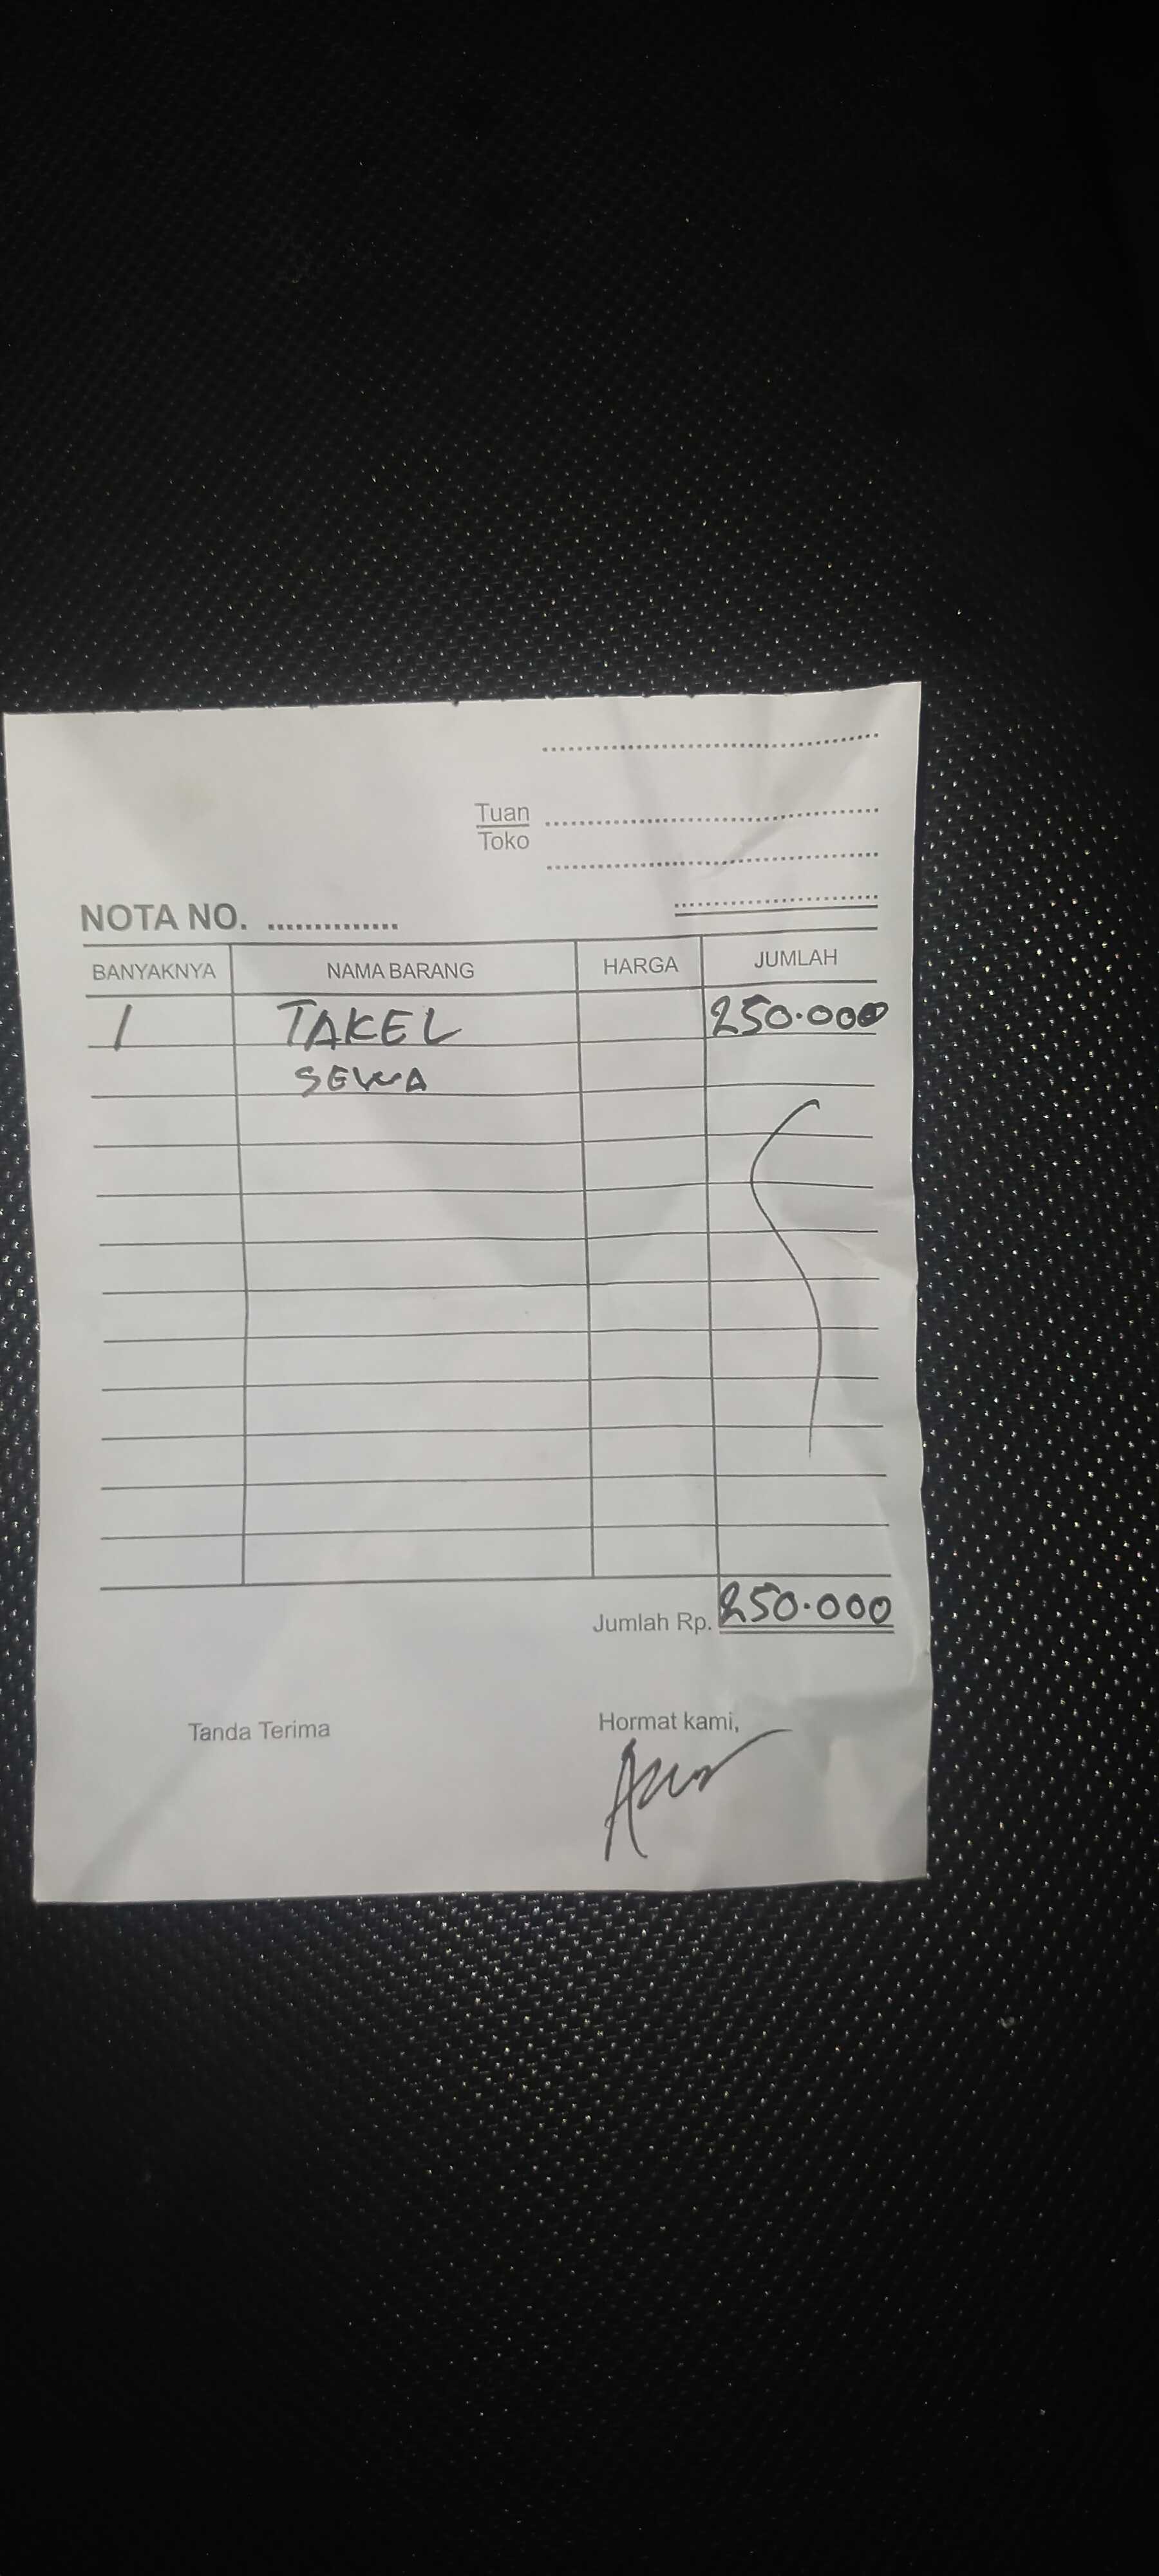 Tuan
Toko
NOTA NO. ..............
BANYAKNYA NAMA BARANG HARGA JUMLAH
1 TAKEL 250.000
SEWA
Jumlah Rp. 250.000
Tanda Terima Hormat kami,